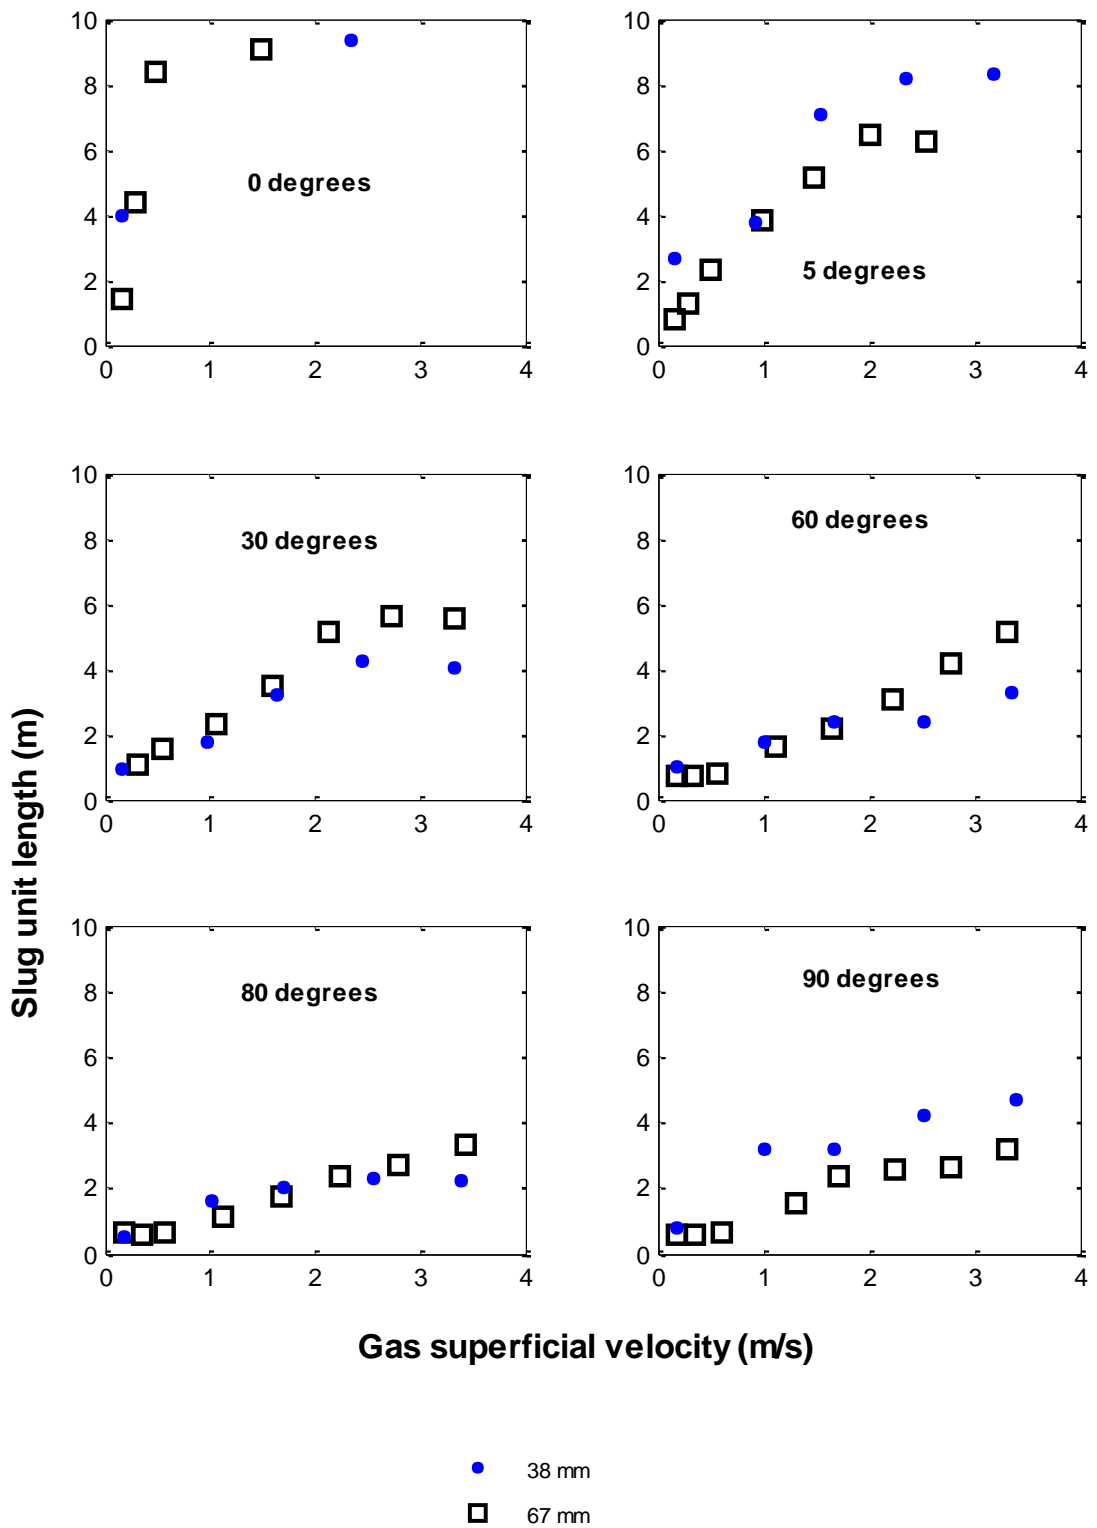 10
8
6
4
2
0
0 1 2 3 4
0 degrees
10
8
6
4
2
0
0 1 2 3 4
5 degrees
10
8
6
4
2
0
0 1 2 3 4
30 degrees
10
8
6
4
2
0
0 1 2 3 4
60 degrees
10
8
6
4
2
0
0 1 2 3 4
80 degrees
10
8
6
4
2
0
0 1 2 3 4
90 degrees
Slug unit length (m)
Gas superficial velocity (m/s)
38 mm
67 mm